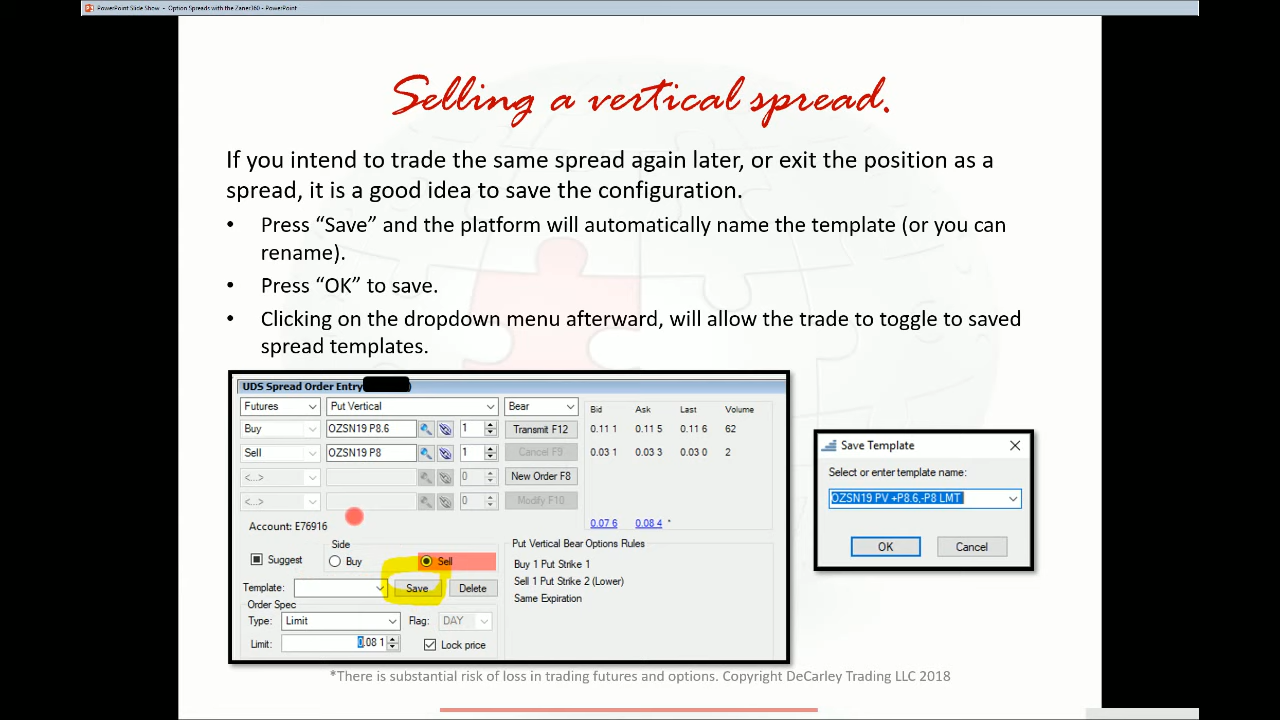 PowerPoint Slide Show - Option Spreads with the Zaner360 - PowerPoint
Selling a vertical spread.
If you intend to trade the same spread again later, or exit the position as a
spread, it is a good idea to save the configuration.
• Press “Save” and the platform will automatically name the template (or you can
rename).
• Press “OK” to save.
• Clicking on the dropdown menu afterward, will allow the trade to toggle to saved
spread templates.
UDS Spread Order Entry )
Futures Put Vertical Bear Bid Ask Last Volume
Buy OZSN19 P8.6 1 Transmit F12 0.11 1 0.11 5 0.11 6 62
Sell OZSN19 P8 1 Cancel F9 0.03 1 0.03 3 0.03 0 2
<...> 0 New Order F8
<...> 0 Modify F10
Account: E76916 0.07 6 0.08 4 *
Side Put Vertical Bear Options Rules
Suggest Buy Sell Buy 1 Put Strike 1
Sell 1 Put Strike 2 (Lower)
Template: Save Delete Same Expiration
Order Spec
Type: Limit Flag: DAY
Limit: 0.08 1 Lock price
Save Template
Select or enter template name:
OZSN19 PV +P8.6,-P8 LMT
OK Cancel
*There is substantial risk of loss in trading futures and options. Copyright DeCarley Trading LLC 2018